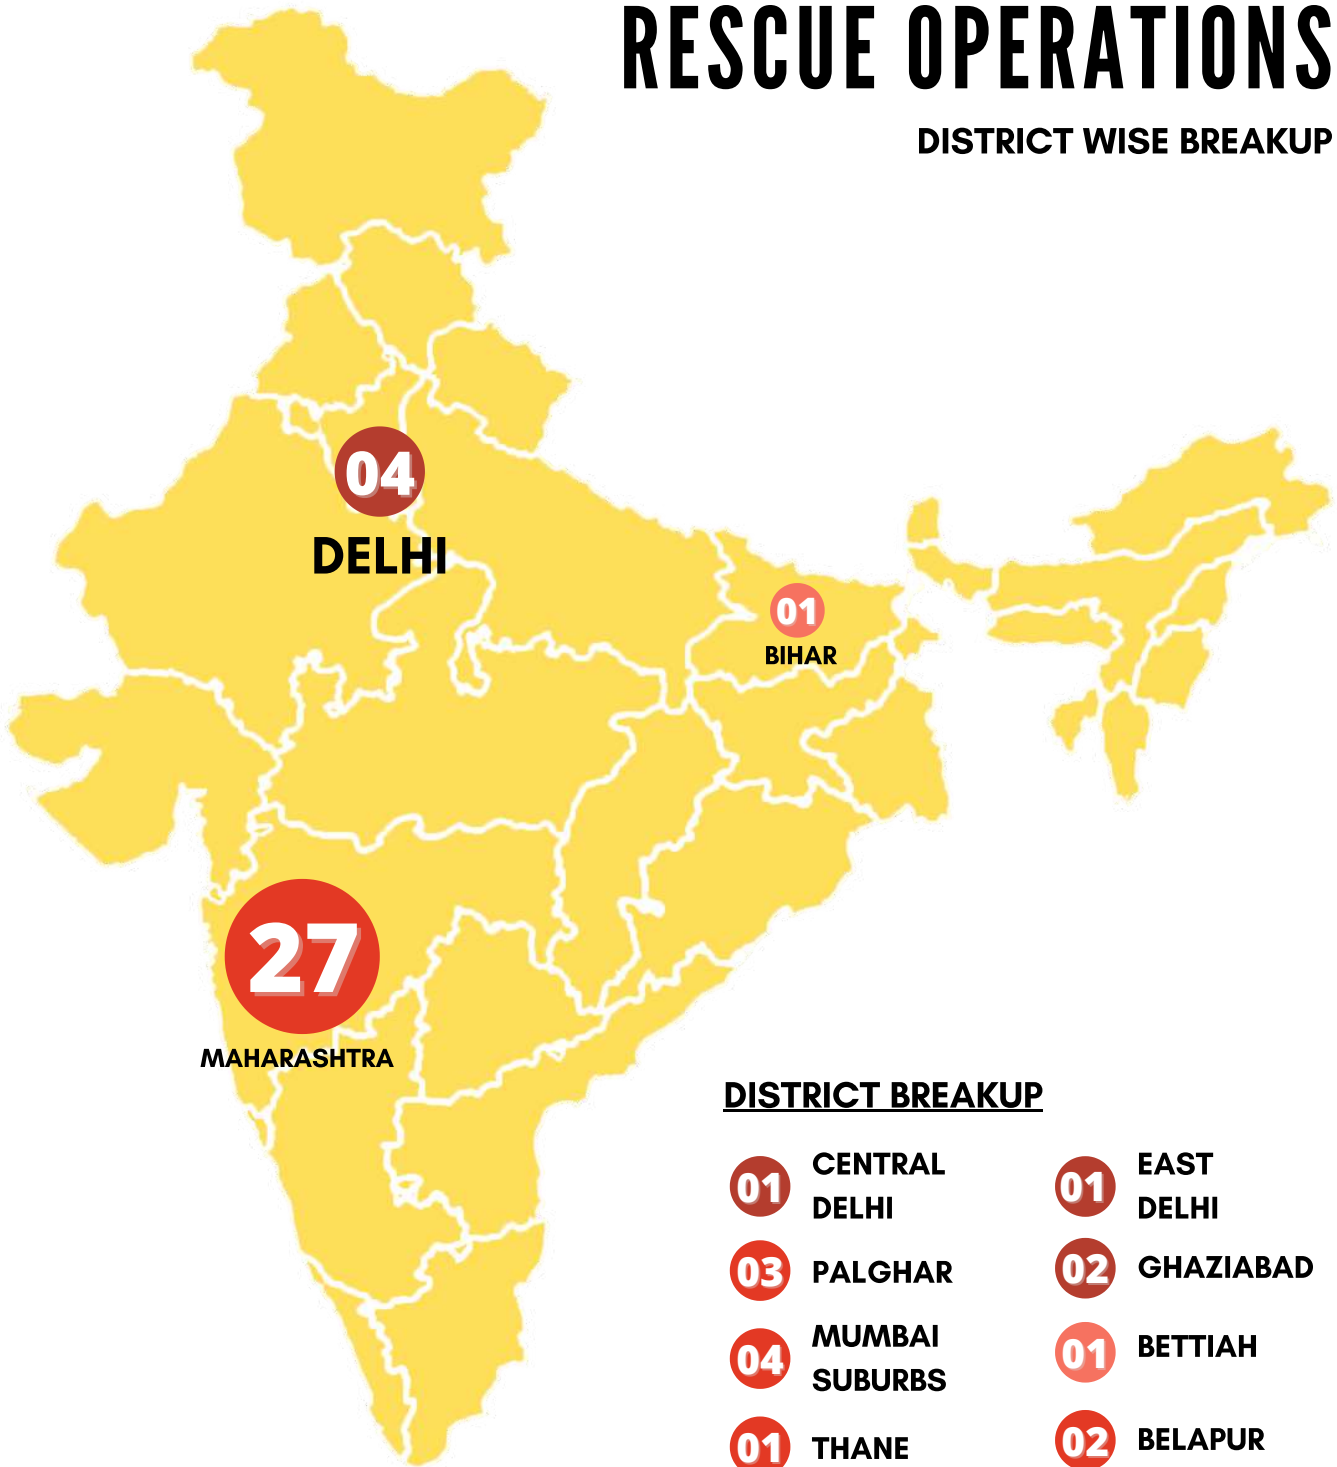 RESCUE OPERATIONS
DISTRICT WISE BREAKUP
04
DELHI
01
BIHAR
27
MAHARASHTRA
DISTRICT BREAKUP
01 CENTRAL
DELHI
01 EAST
DELHI
03 PALGHAR
02 GHAZIABAD
04 MUMBAI
SUBURBS
01 BETTIAH
01 THANE
02 BELAPUR